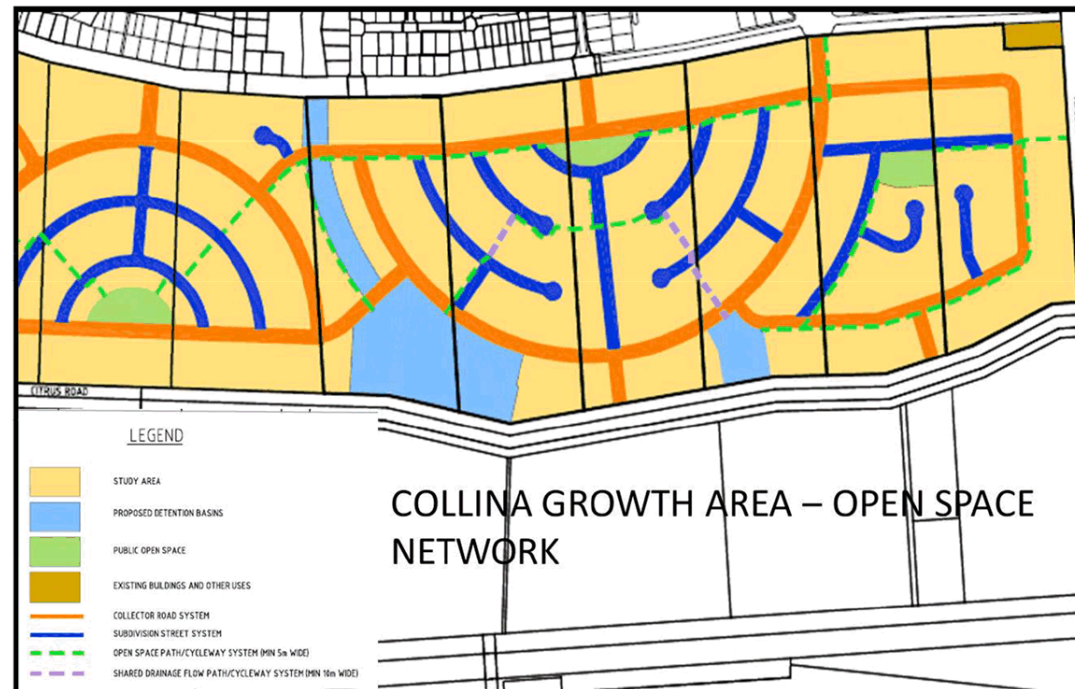 CITRUS ROAD
LEGEND
STUDY AREA
PROPOSED DETENTION BASINS
PUBLIC OPEN SPACE
EXISTING BUILDINGS AND OTHER USES
COLLECTOR ROAD SYSTEM
SUBDIVISION STREET SYSTEM
OPEN SPACE PATH/CYCLEWAY SYSTEM (MIN 5m WIDE)
SHARED DRAINAGE FLOW PATH/CYCLEWAY SYSTEM (MIN 10m WIDE)
COLLINA GROWTH AREA – OPEN SPACE
NETWORK